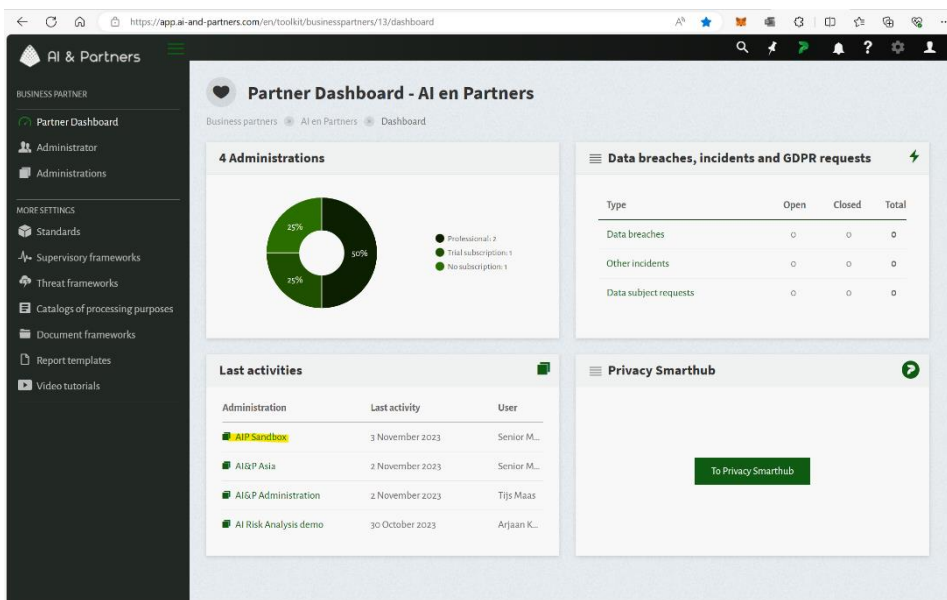 https://app.ai-and-partners.com/en/toolkit/businesspartners/13/dashboard
AI & Partners
BUSINESS PARTNER
Partner Dashboard
Administrator
Administrations
MORE SETTINGS
Standards
Supervisory frameworks
Threat frameworks
Catalogs of processing purposes
Document frameworks
Report templates
Video tutorials
Partner Dashboard - AI en Partners
Business partners AI en Partners Dashboard
4 Administrations
25%
50%
25%
Professional: 2
Trial subscription: 1
No subscription: 1
Data breaches, incidents and GDPR requests
Type Open Closed Total
Data breaches 0 0 0
Other incidents 0 0 0
Data subject requests 0 0 0
Last activities
Administration Last activity User
AIP Sandbox 3 November 2023 Senior M...
AI&P Asia 2 November 2023 Senior M...
AI&P Administration 2 November 2023 Tijs Maas
AI Risk Analysis demo 30 October 2023 Arjaan K...
Privacy Smarthub
To Privacy Smarthub